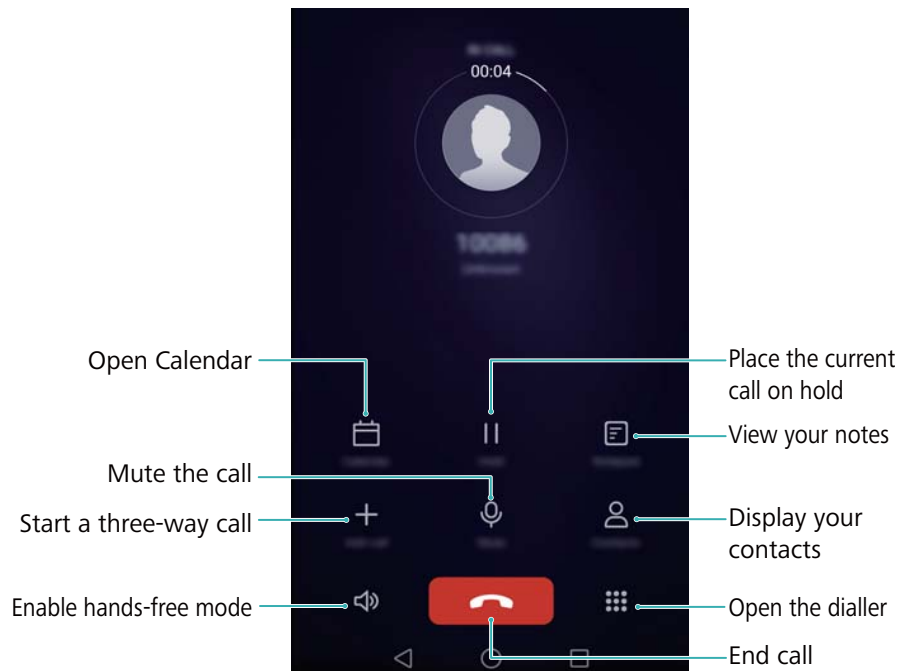 00:04
10086
Open Calendar
Place the current
call on hold
View your notes
Mute the call
Start a three-way call
Display your
contacts
Enable hands-free mode
Open the dialler
End call